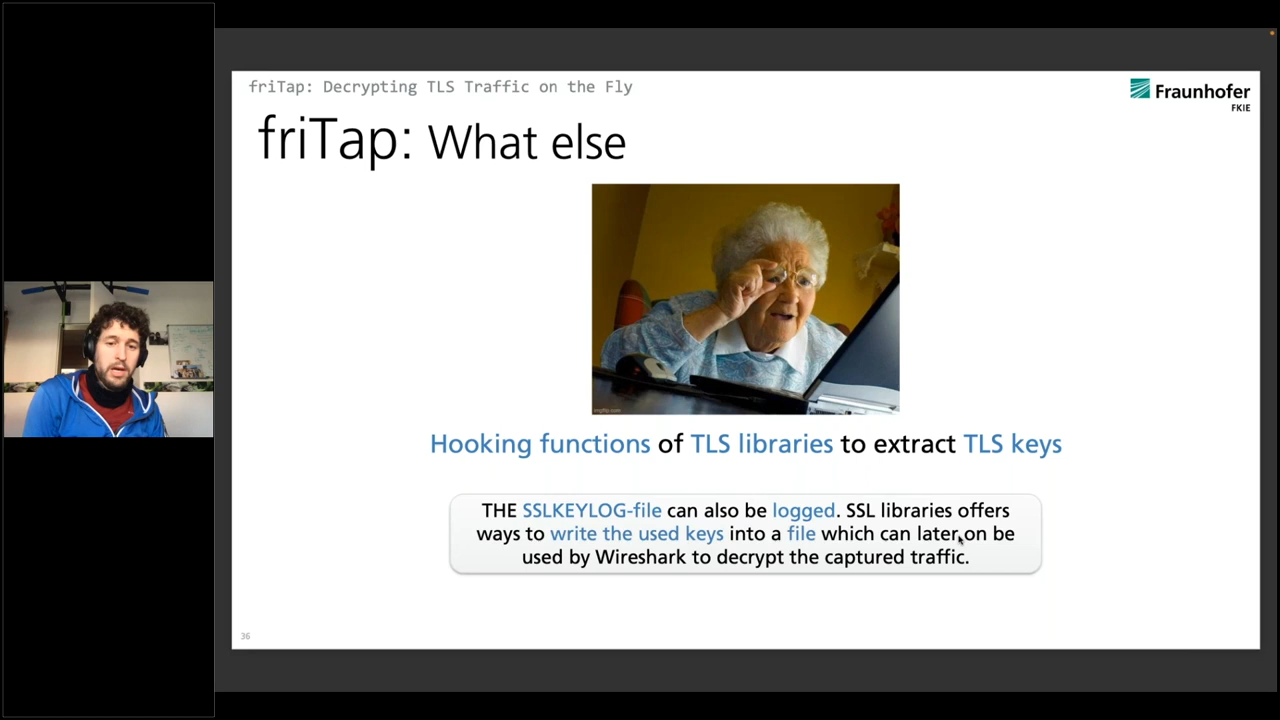 friTap: Decrypting TLS Traffic on the Fly
Fraunhofer
FKIE
friTap: What else
imgflip.com
Hooking functions of TLS libraries to extract TLS keys
THE SSLKEYLOG-file can also be logged. SSL libraries offers
ways to write the used keys into a file which can later on be
used by Wireshark to decrypt the captured traffic.
36